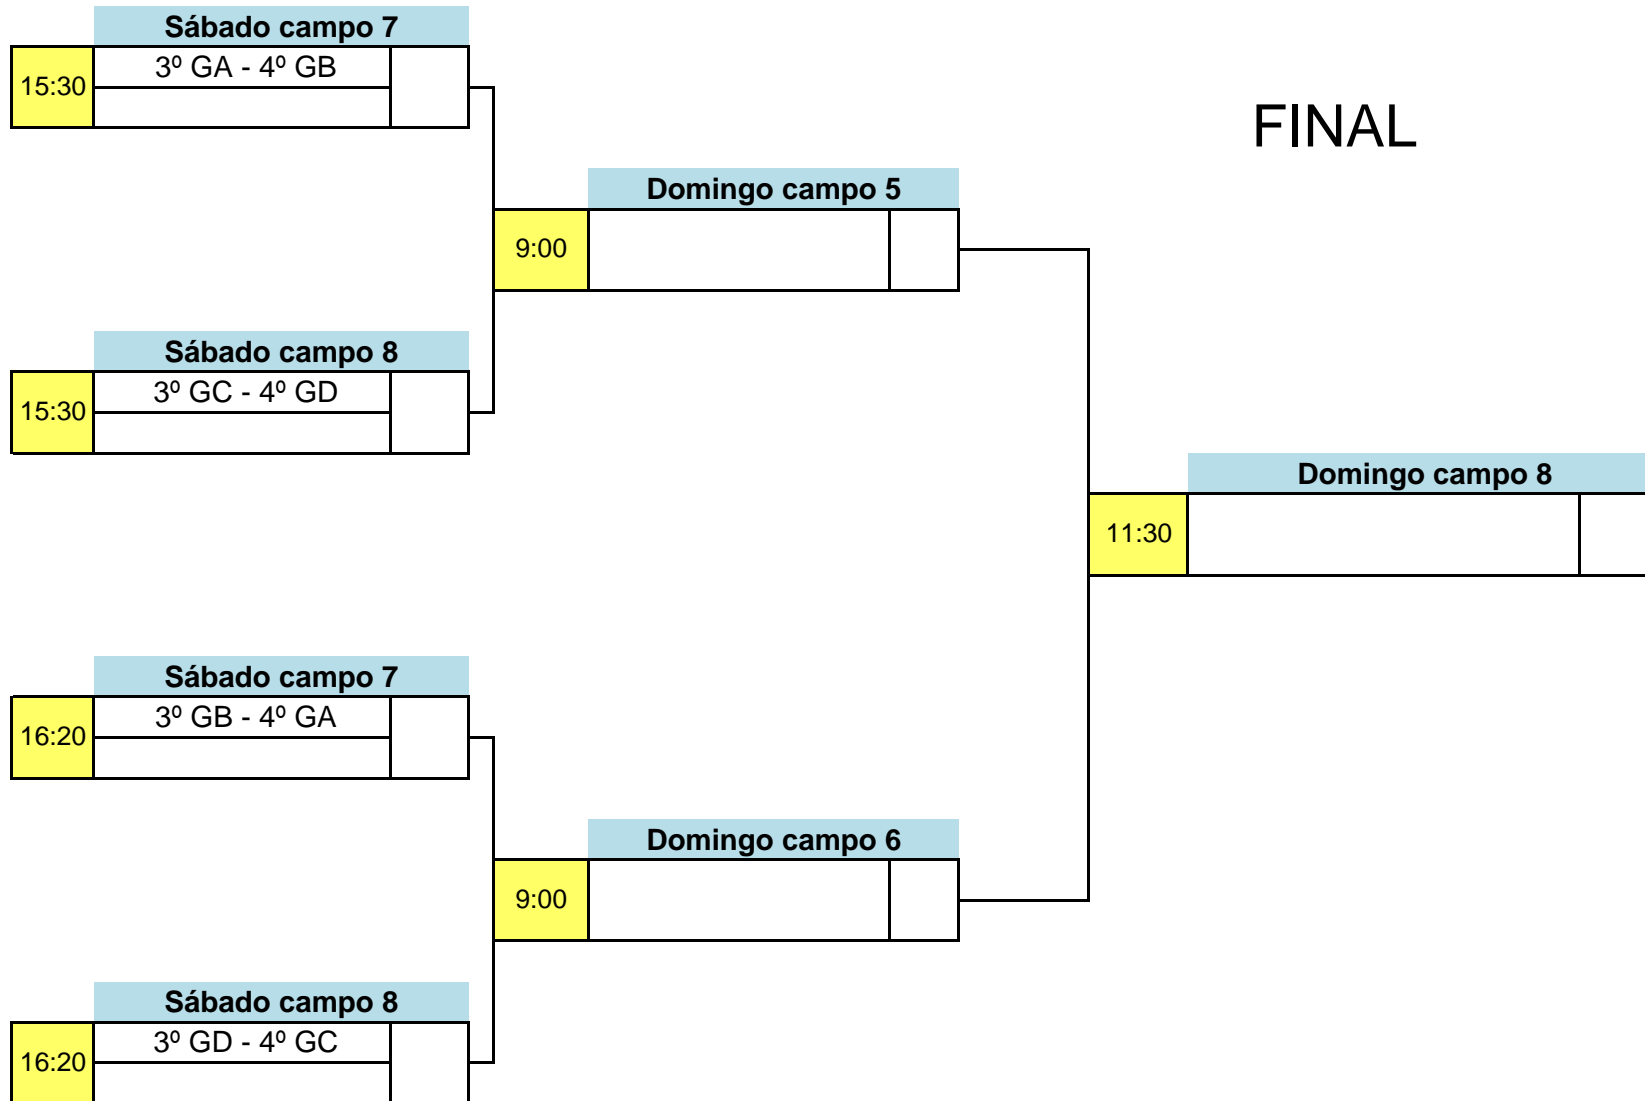 Sábado campo 7
15:30
3º GA - 4º GB
FINAL
Domingo campo 5
9:00
Sábado campo 8
15:30
3º GC - 4º GD
Domingo campo 8
11:30
Sábado campo 7
16:20
3º GB - 4º GA
Domingo campo 6
9:00
Sábado campo 8
16:20
3º GD - 4º GC